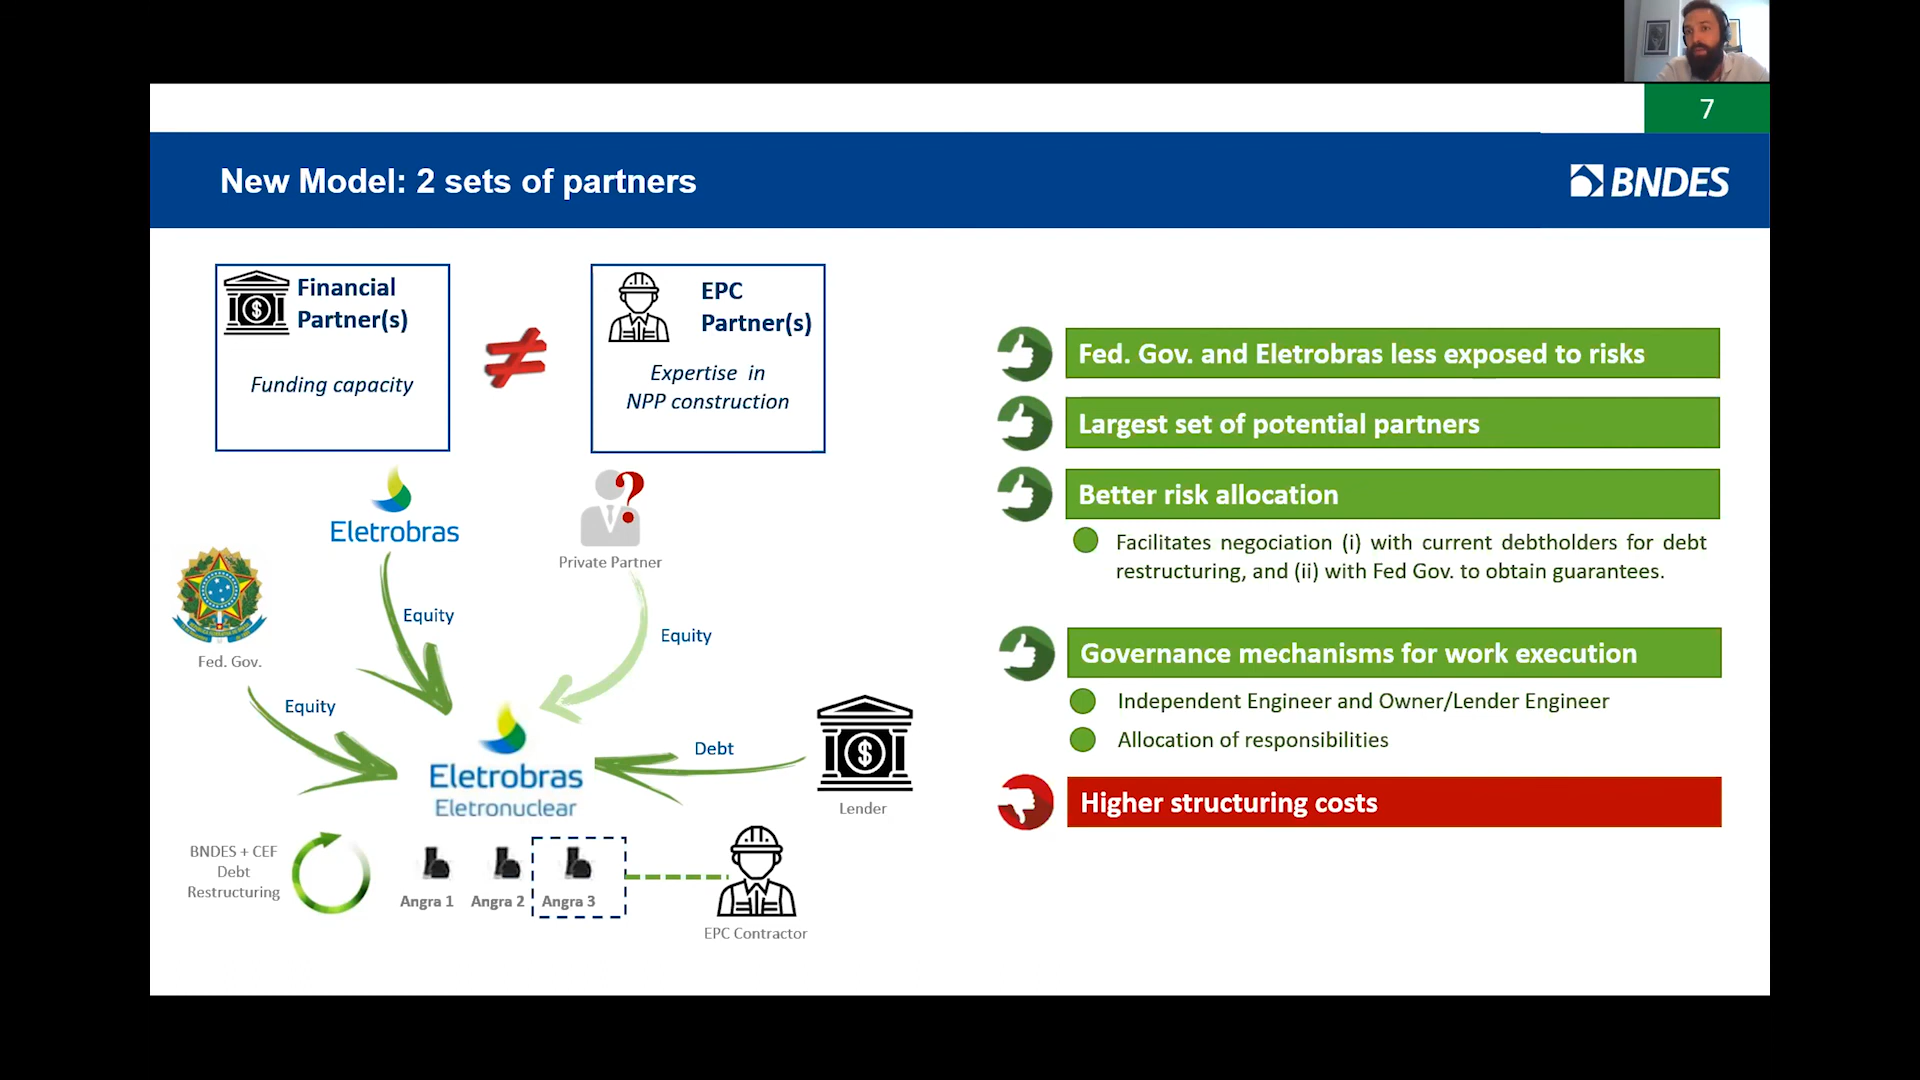 7
New Model: 2 sets of partners
BNDES
Financial
Partner(s)
Funding capacity
EPC
Partner(s)
Expertise in
NPP construction
Eletrobras
Private Partner
Fed. Gov.
Equity
Equity
Equity
Eletrobras
Eletronuclear
Debt
Lender
BNDES + CEF
Debt
Restructuring
Angra 1
Angra 2
Angra 3
EPC Contractor
Fed. Gov. and Eletrobras less exposed to risks
Largest set of potential partners
Better risk allocation
Facilitates negociation (i) with current debtholders for debt
restructuring, and (ii) with Fed Gov. to obtain guarantees.
Governance mechanisms for work execution
Independent Engineer and Owner/Lender Engineer
Allocation of responsibilities
Higher structuring costs